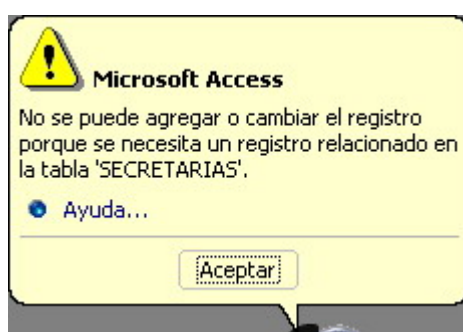 Microsoft Access
No se puede agregar o cambiar el registro
porque se necesita un registro relacionado en
la tabla 'SECRETARIAS'.
Ayuda...
Aceptar